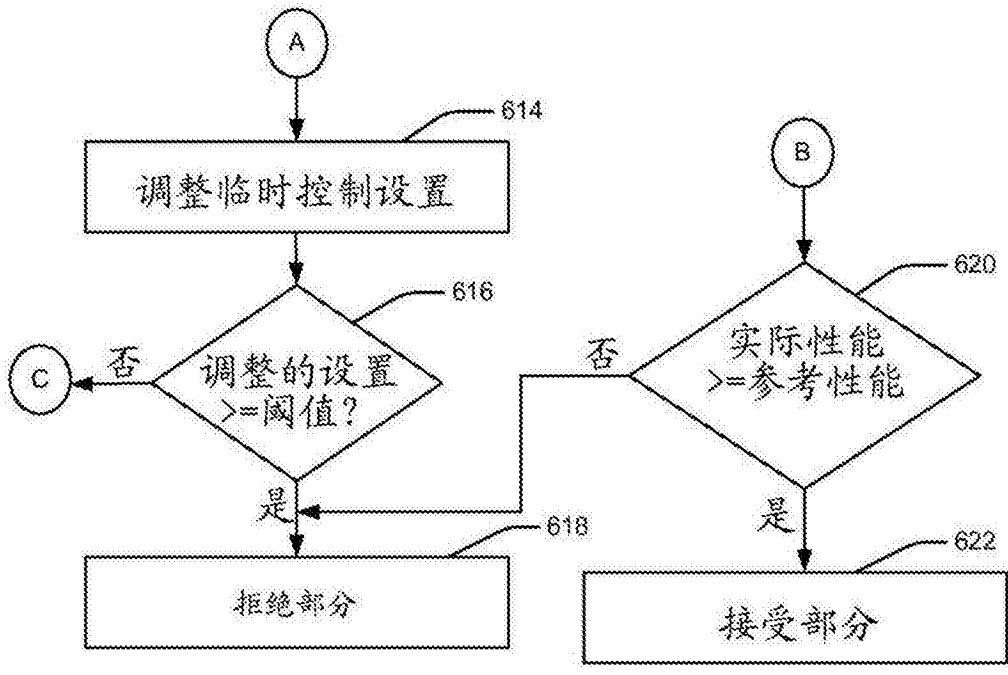 A
614
调整临时控制设置
616
调整的设置
>=阈值?
否
C
是
618
拒绝部分
B
620
实际性能
>=参考性能
否
是
622
接受部分